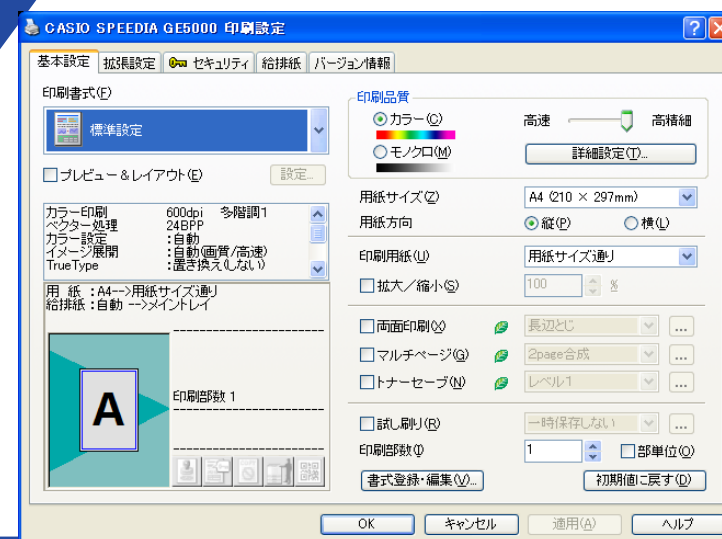 CASIO SPEEDIA GE5000 印刷設定
基本設定 拡張設定 セキュリティ 給排紙 バージョン情報
印刷書式(F)
標準設定
プレビュー＆レイアウト(E) 設定...
カラー印刷 600dpi 多階調1
ベクター処理 24BPP
カラー設定 :自動
イメージ展開 :自動(画質/高速)
TrueType :置き換え(しない)
用 紙 :A4-->用紙サイズ通り
給排紙:自動 -->メイントレイ
A
印刷部数 1
印刷品質
カラー(C)
モノクロ(M)
高速 高精細
詳細設定(T)...
用紙サイズ(Z) A4 (210 × 297mm)
用紙方向 縦(P) 横(L)
印刷用紙(U) 用紙サイズ通り
拡大／縮小(S) 100 %
両面印刷(X) 長辺とじ ...
マルチページ(G) 2page合成 ...
トナーセーブ(N) レベル1 ...
試し刷り(R) 一時保存しない ...
印刷部数(I) 1 部単位(O)
書式登録・編集(V)... 初期値に戻す(D)
OK キャンセル 適用(A) ヘルプ